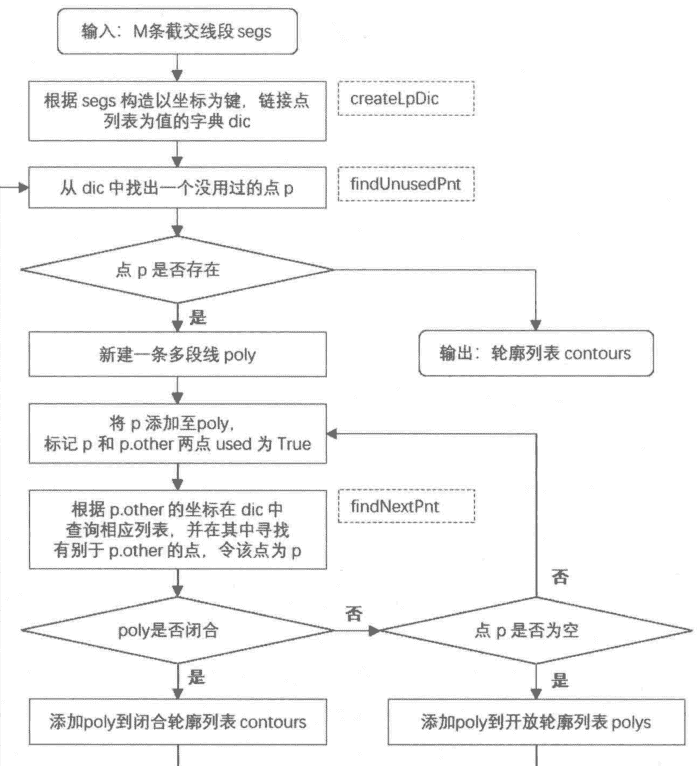 输入：M条截交线段 segs
根据 segs 构造以坐标为键，链接点
列表为值的字典 dic
createLpDic
从 dic 中找出一个没用过的点 p
findUnusedPnt
点 p 是否存在
是
新建一条多段线 poly
输出：轮廓列表 contours
将 p 添加至poly,
标记 p 和 p.other 两点 used 为 True
根据 p.other 的坐标在 dic 中
查询相应列表，并在其中寻找
有别于 p.other 的点，令该点为 p
findNextPnt
否
poly是否闭合
否
点 p 是否为空
是
是
添加poly到闭合轮廓列表 contours
添加poly到开放轮廓列表 polys